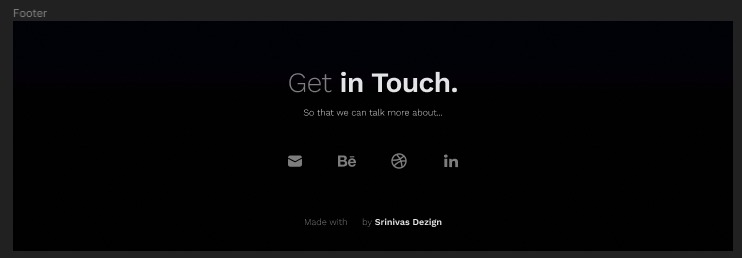 Footer
Get in Touch.
So that we can talk more about...
Bē in
Made with by Srinivas Dezign